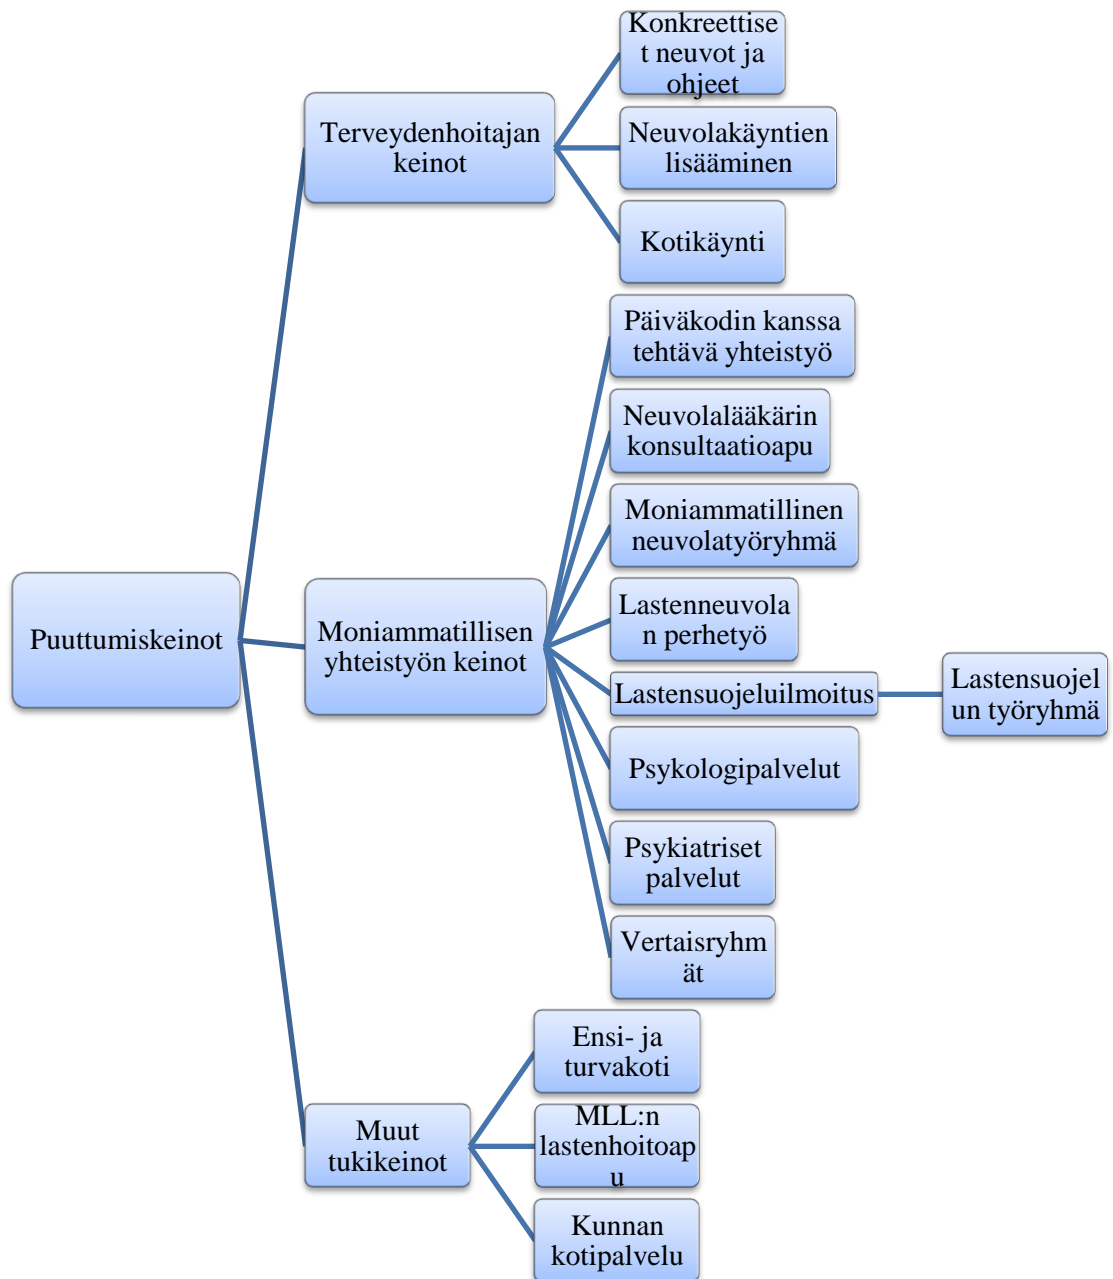 Puuttumiskeinot
Terveydenhoitajan
keinot
Konkreettise
t neuvot ja
ohjeet
Neuvolakäyntien
lisääminen
Kotikäynti
Moniammatillisen
yhteistyön keinot
Päiväkodin kanssa
tehtävä yhteistyö
Neuvolalääkärin
konsultaatioapu
Moniammatillinen
neuvolatyöryhmä
Lastenneuvola
n perhetyö
Lastensuojeluilmoitus
Lastensuojel
un työryhmä
Psykologipalvelut
Psykiatriset
palvelut
Vertaisryhm
ät
Muut
tukikeinot
Ensi- ja
turvakoti
MLL:n
lastenhoitoap
u
Kunnan
kotipalvelu